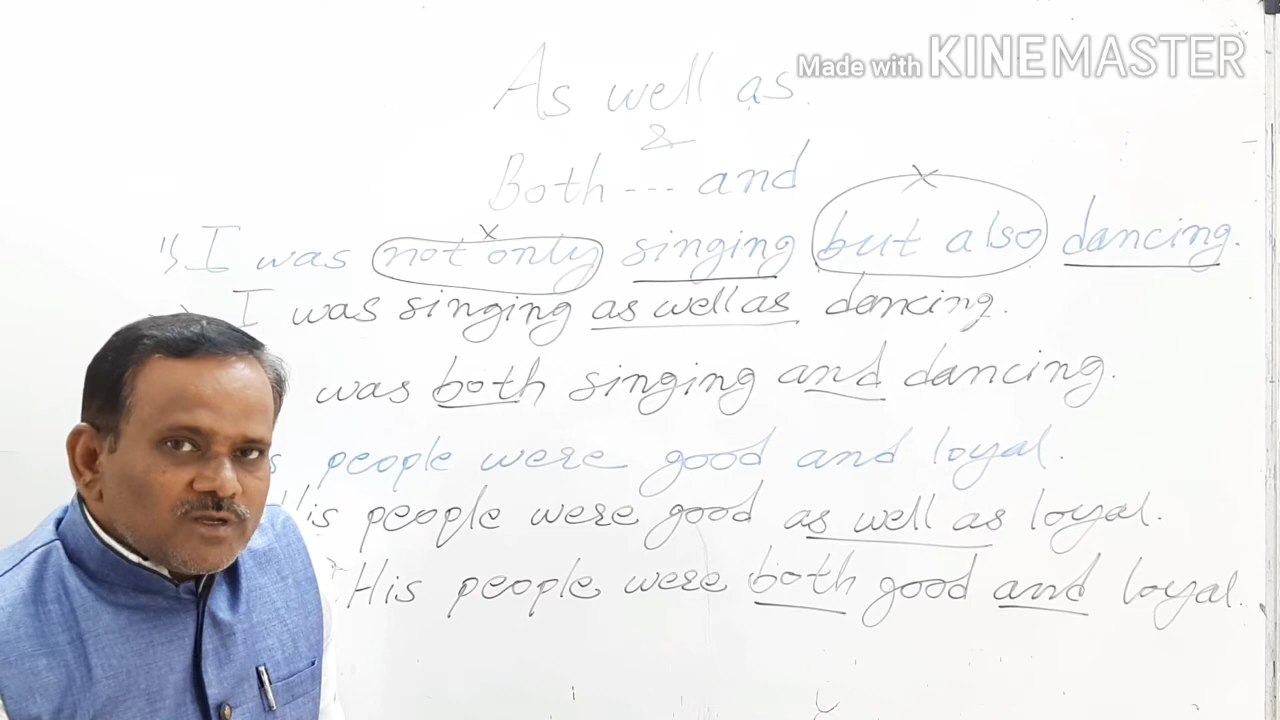 Made with KINEMASTER
As well as
&
Both --- and
1) I was not only singing but also dancing.
I was singing as well as dancing.
was both singing and dancing.
people were good and loyal.
His people were good as well as loyal.
His people were both good and loyal.